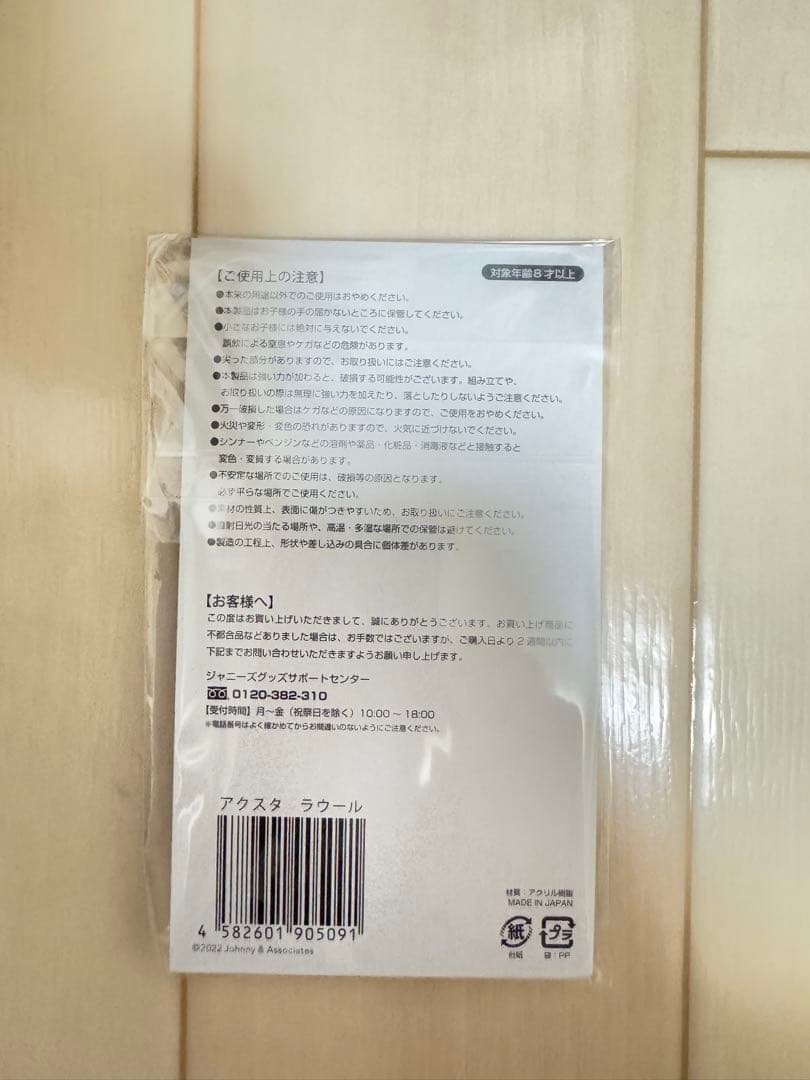 【ご使用上の注意】
対象年齢8才以上
●本来の用途以外でのご使用はおやめください。
●本製品はお子様の手の届かないところに保管してください。
●小さなお子様には絶対に与えないでください。
誤飲による窒息やケガなどの危険があります。
●尖った部分がありますので、お取り扱いにはご注意ください。
●本製品は強い力が加わると、破損する可能性がございます。組み立てや、
お取り扱いの際は無理に強い力を加えたり、落としたりしないようご注意ください。
●万一破損した場合はケガなどの原因になりますので、ご使用をおやめください。
●火災や変形・変色の恐れがありますので、火気に近づけないでください。
●シンナーやベンジンなどの溶剤や薬品・化粧品・消毒液などと接触すると
変色・変質する場合があります。
●不安定な場所でのご使用は、破損等の原因となります。
必ず平らな場所でご使用ください。
●素材の性質上、表面に傷がつきやすいため、お取り扱いにご注意ください。
●直射日光の当たる場所や、高温・多湿な場所での保管は避けてください。
●製造の工程上、形状や差し込みの具合に個体差があります。
【お客様へ】
この度はお買い上げいただきまして、誠にありがとうございます。お買い上げ商品に
不都合品などありました場合は、お手数ではございますが、ご購入日より2週間以内に
下記までお問い合わせいただきますようお願い申し上げます。
ジャニーズグッズサポートセンター
0120-382-310
【受付時間】月～金（祝祭日を除く）10:00～18:00
※電話番号はよく確かめてからお間違いのないようにご注意ください。
アクスタ ラウール
4 582601 905091
©2022 Johnny & Associates
材質：アクリル樹脂
MADE IN JAPAN
紙 プラ
台紙 袋：PP